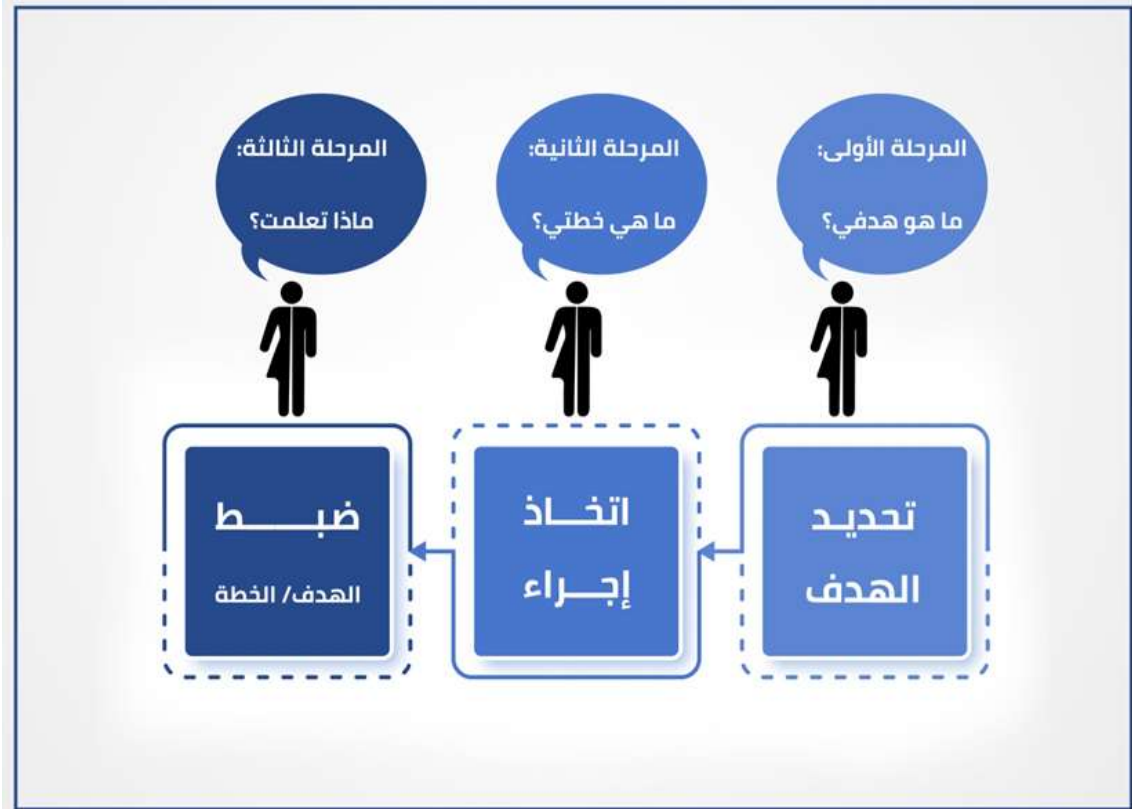 المرحلة الأولى:
ما هو هدفي؟
المرحلة الثانية:
ما هي خطتي؟
المرحلة الثالثة:
ماذا تعلمت؟
تحديد
الهدف
اتخاذ
إجراء
ضبط
الهدف/ الخطة